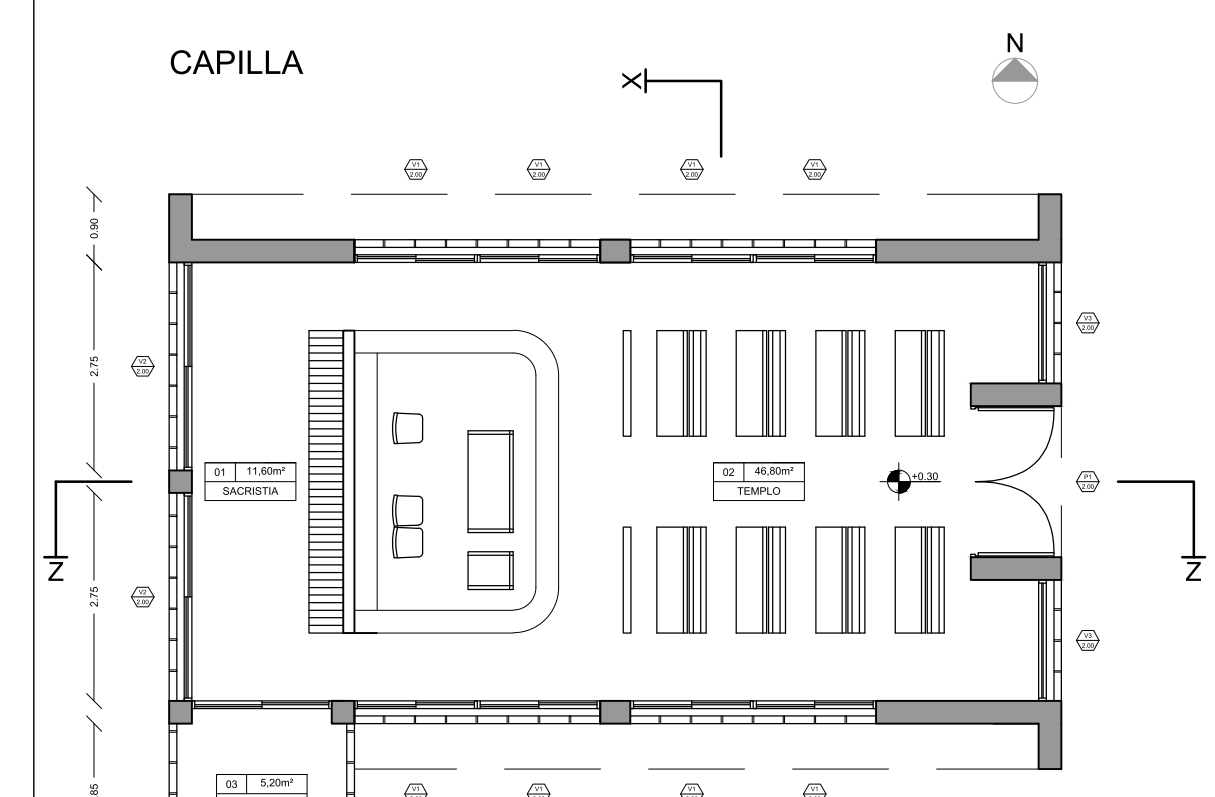 CAPILLA
N
X
V1
2.00
V1
2.00
V1
2.00
V1
2.00
0.90
2.75
V2
2.00
V3
2.00
01 11,60m²
SACRISTIA
02 46,80m²
TEMPLO
+0.30
P1
2.00
Z
Z
2.75
V2
2.00
V3
2.00
03 5,20m²
.85
V1
V1
V1
V1